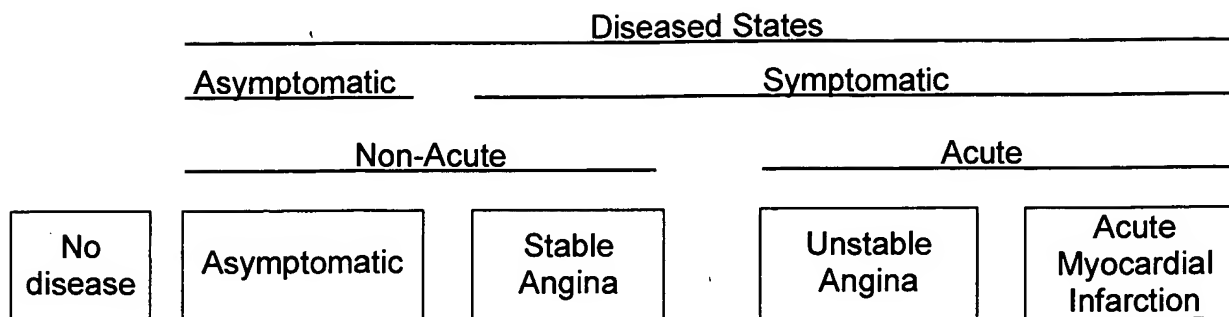 Diseased States
Asymptomatic Symptomatic
Non-Acute Acute
No
disease
Asymptomatic
Stable
Angina
Unstable
Angina
Acute
Myocardial
Infarction